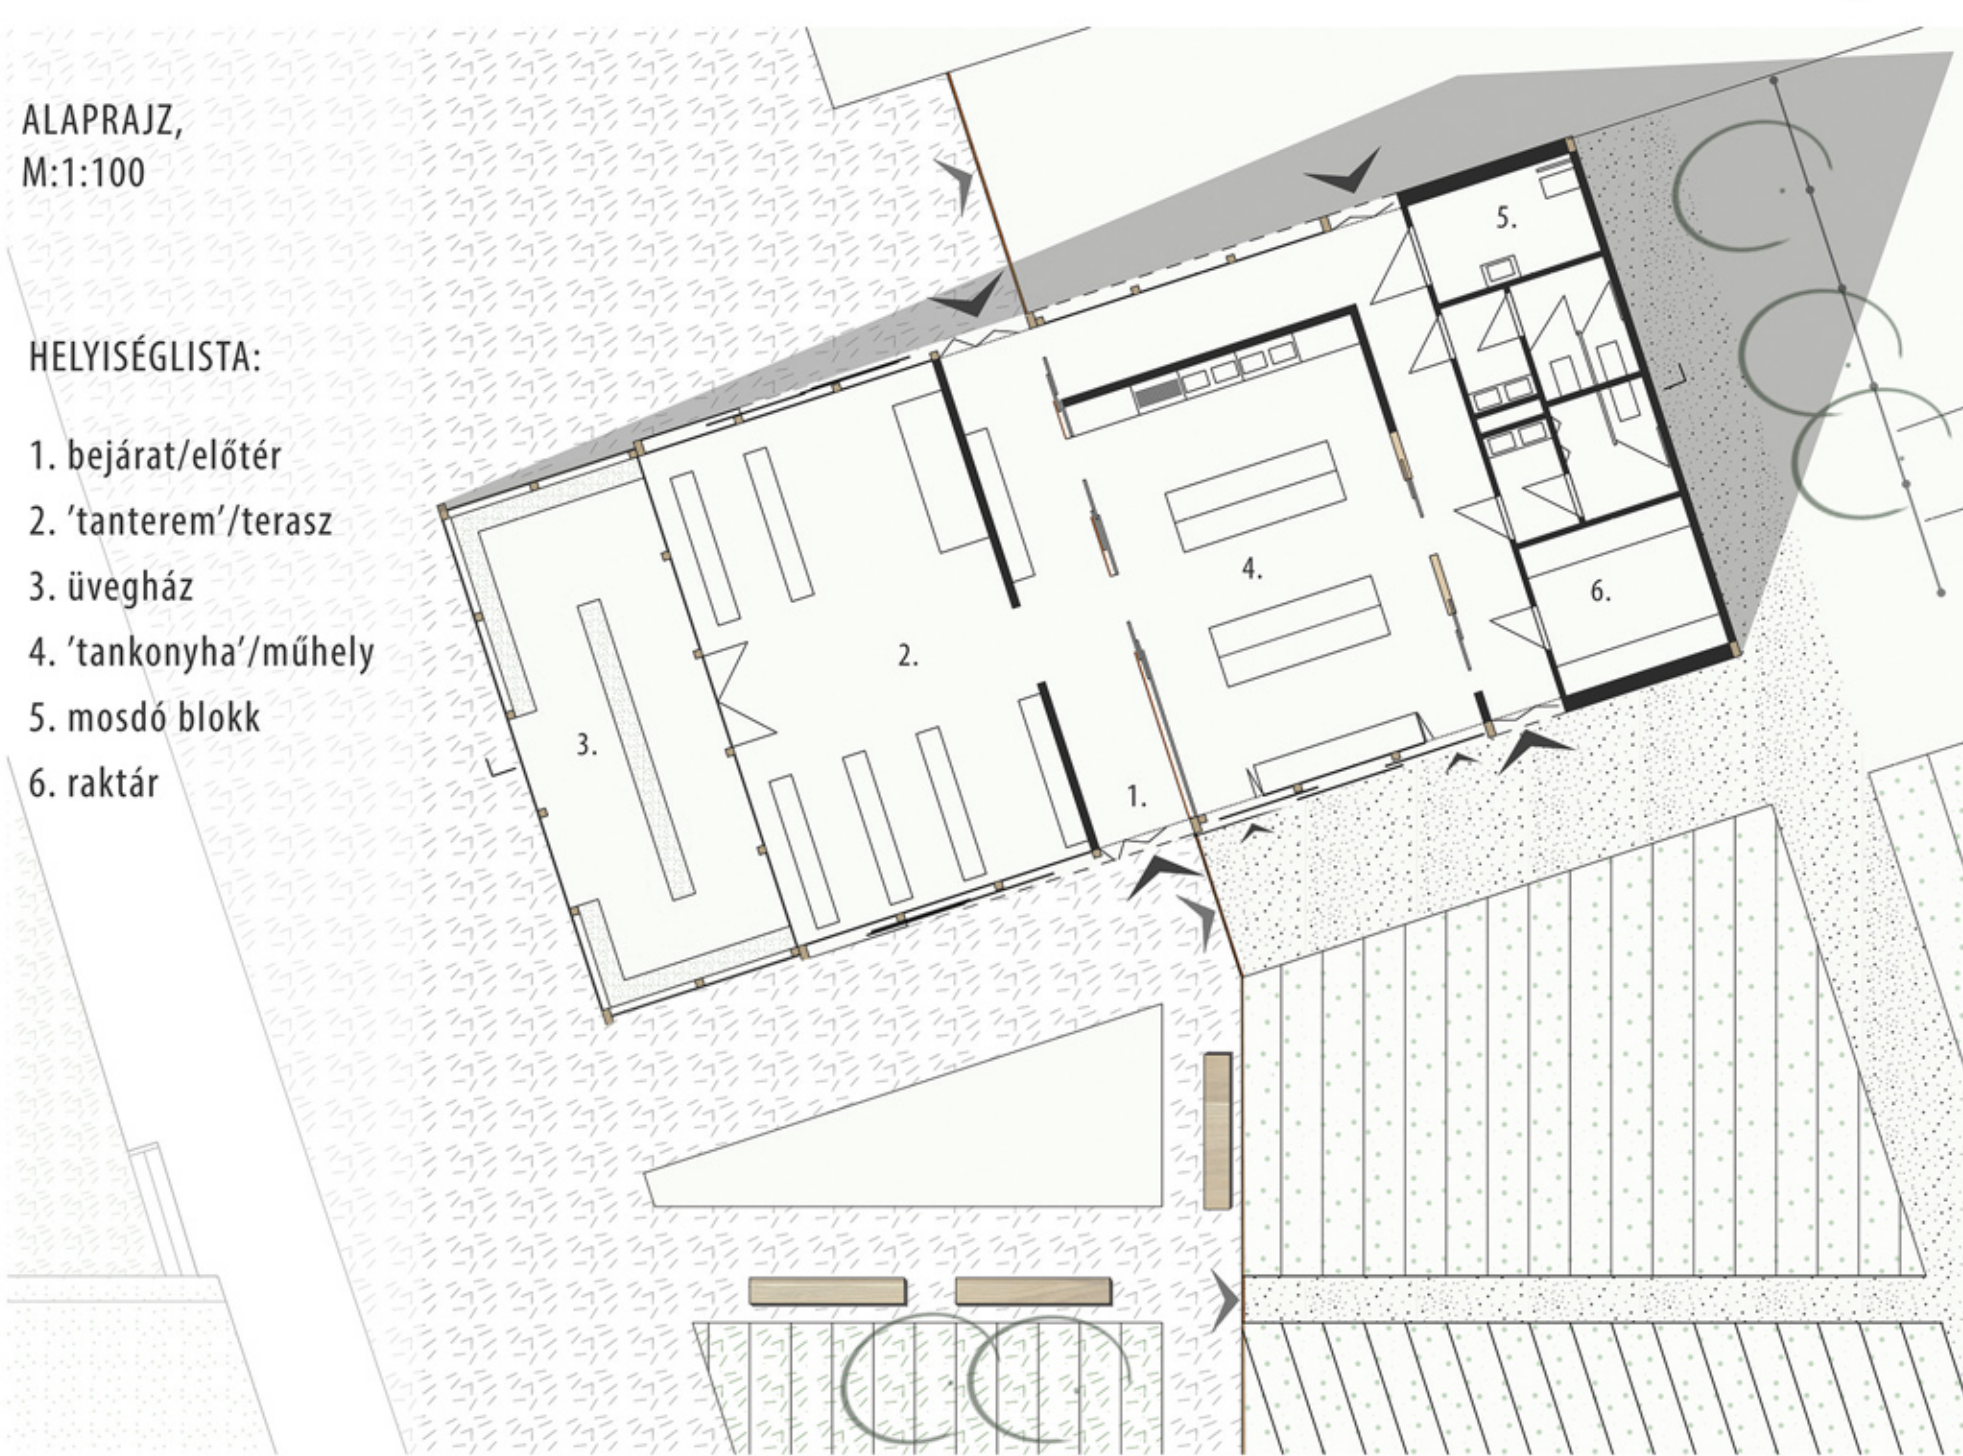 ALAPRAJZ,
M:1:100
HELYISÉGLISTA:
1. bejárat/előtér
2. ’tanterem’/terasz
3. üvegház
4. ’tankonyha’/műhely
5. mosdó blokk
6. raktár
5.
4.
6.
2.
3.
1.